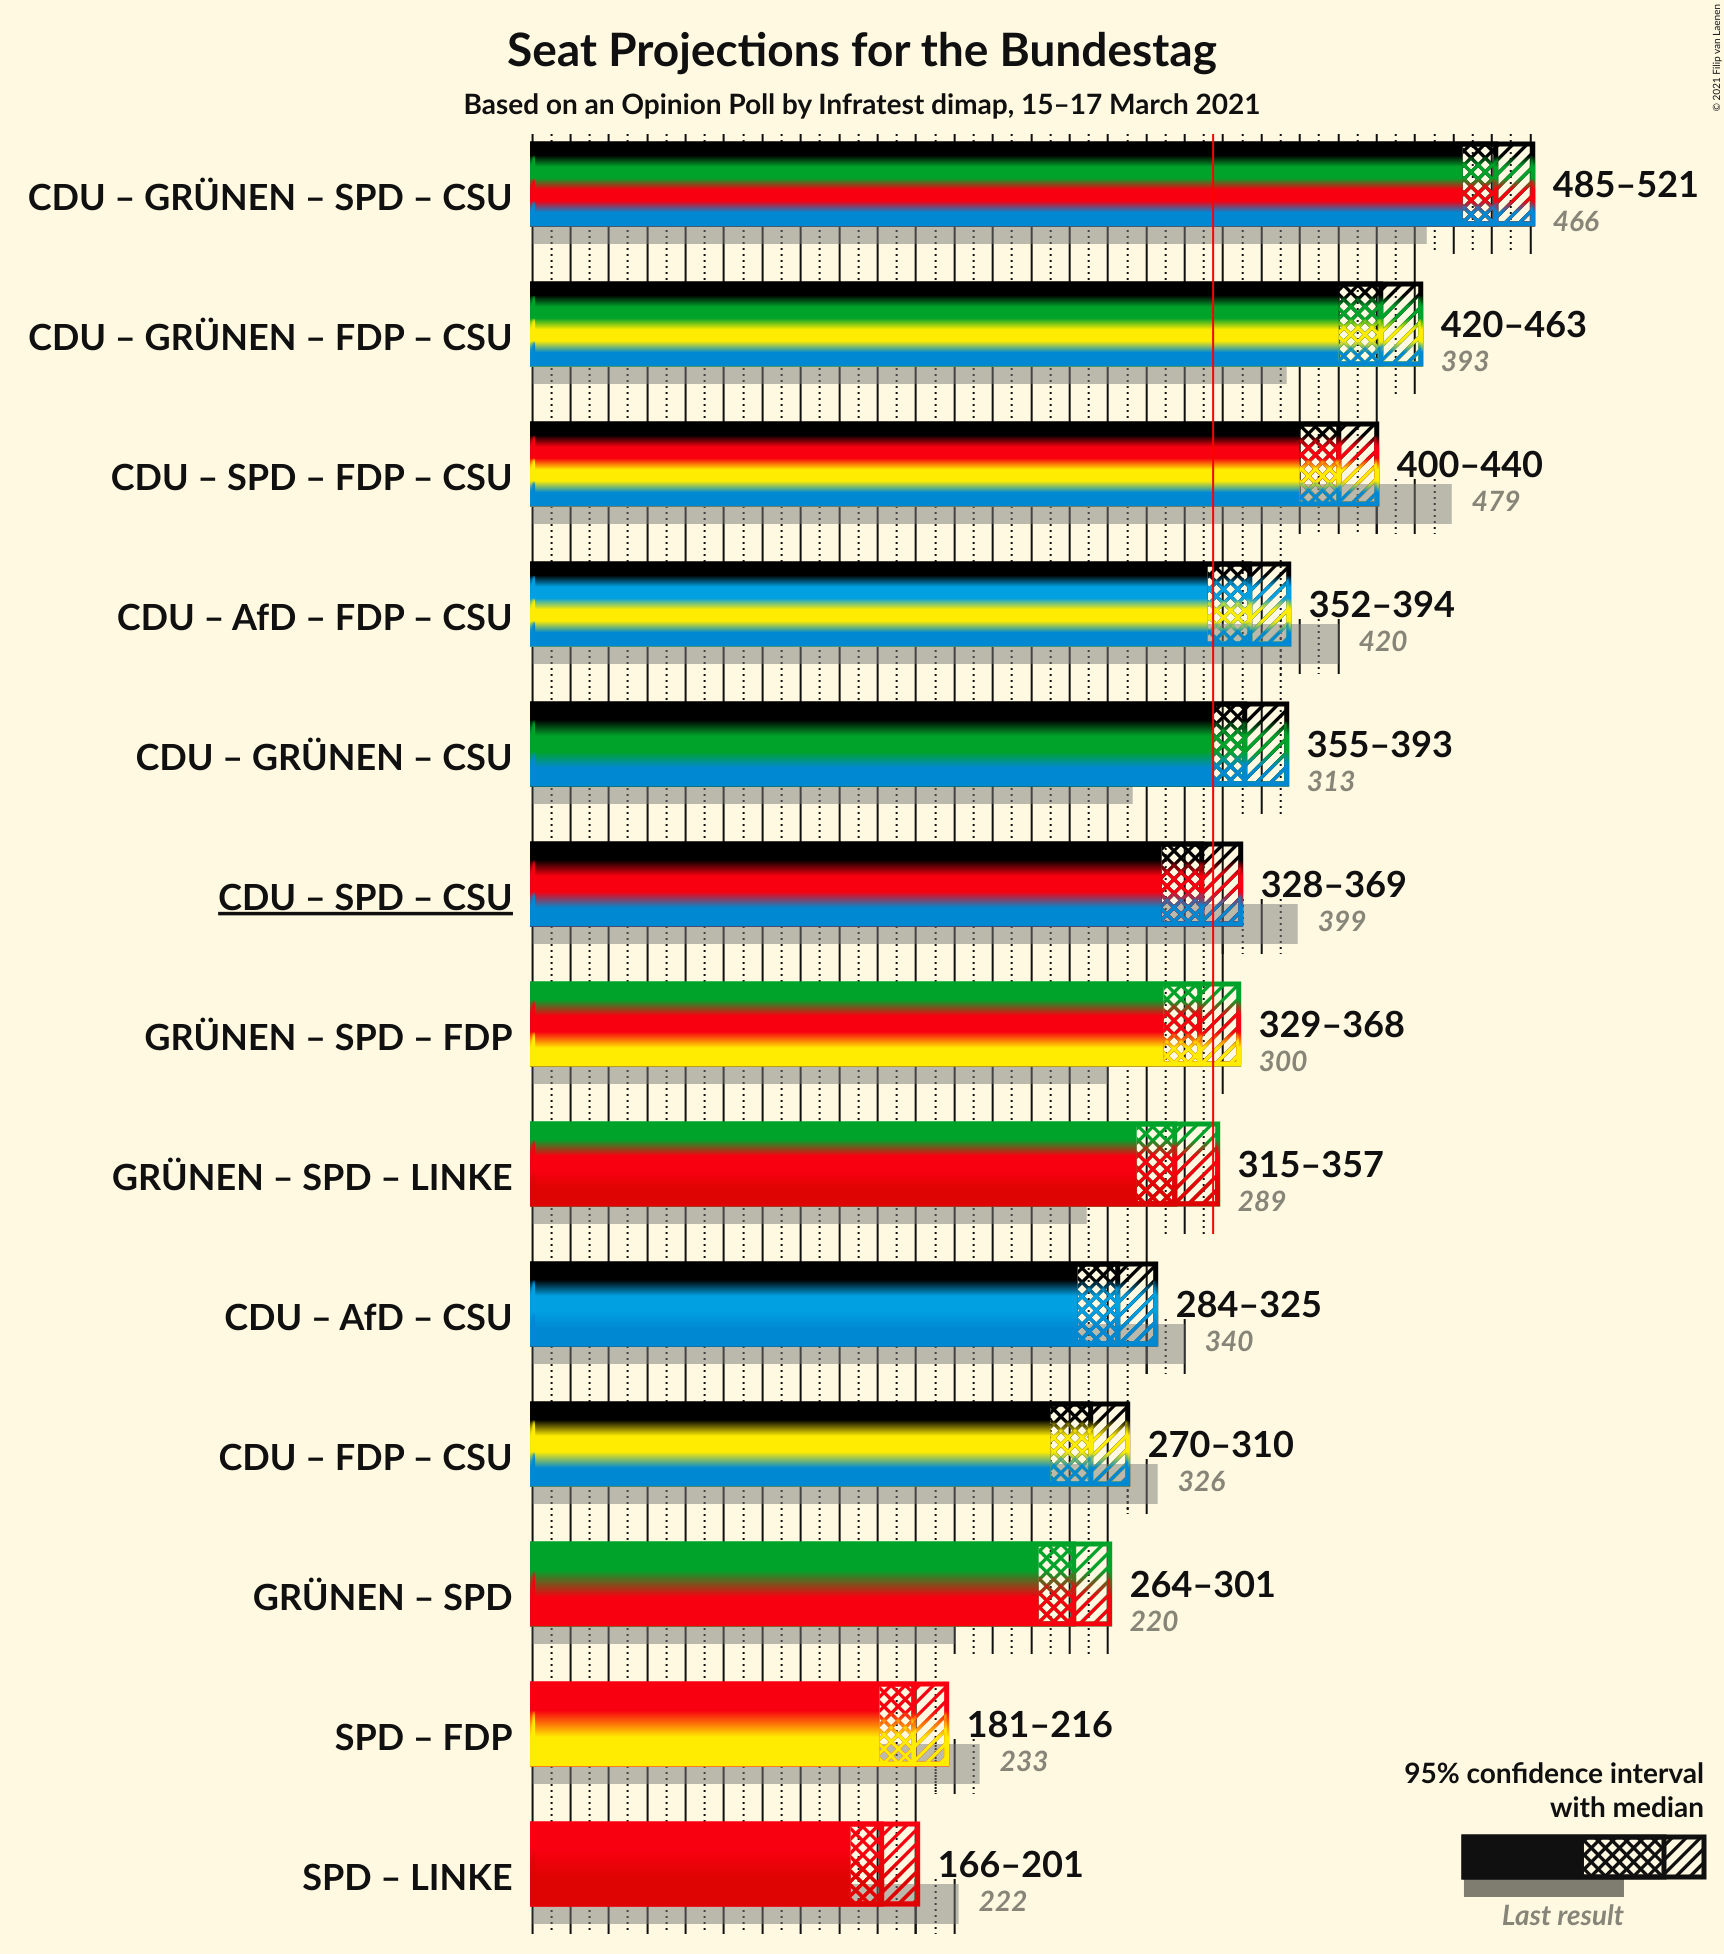 Seat Projections for the Bundestag
Based on an Opinion Poll by Infratest dimap, 15–17 March 2021
© 2021 Filip van Laenen
CDU – GRÜNEN – SPD – CSU
485–521
466
CDU – GRÜNEN – FDP – CSU
420–463
393
CDU – SPD – FDP – CSU
400–440
479
CDU – AfD – FDP – CSU
352–394
420
CDU – GRÜNEN – CSU
355–393
313
CDU – SPD – CSU
328–369
399
GRÜNEN – SPD – FDP
329–368
300
GRÜNEN – SPD – LINKE
315–357
289
CDU – AfD – CSU
284–325
340
CDU – FDP – CSU
270–310
326
GRÜNEN – SPD
264–301
220
SPD – FDP
181–216
233
SPD – LINKE
166–201
222
95% confidence interval
with median
Last result